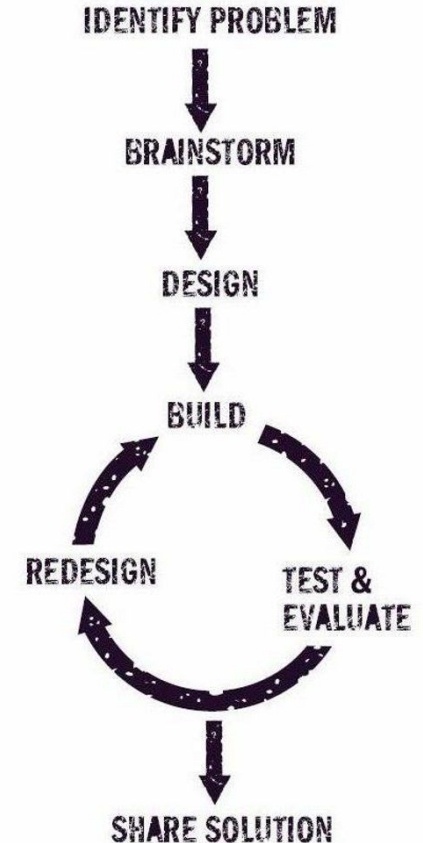 IDENTIFY PROBLEM
BRAINSTORM
DESIGN
BUILD
TEST &
EVALUATE
REDESIGN
SHARE SOLUTION